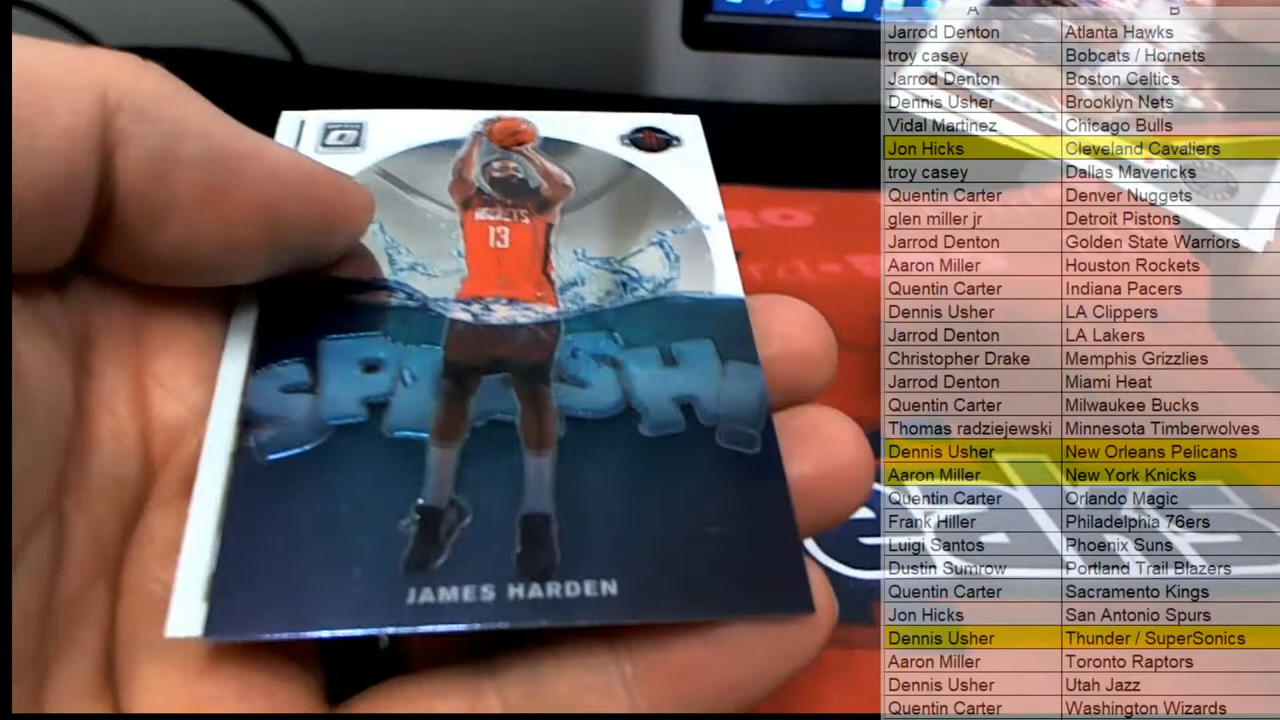 ROCKETS
13
SPLASH!
JAMES HARDEN
A B
Jarrod Denton Atlanta Hawks
troy casey Bobcats / Hornets
Jarrod Denton Boston Celtics
Dennis Usher Brooklyn Nets
Vidal Martinez Chicago Bulls
Jon Hicks Cleveland Cavaliers
troy casey Dallas Mavericks
Quentin Carter Denver Nuggets
glen miller jr Detroit Pistons
Jarrod Denton Golden State Warriors
Aaron Miller Houston Rockets
Quentin Carter Indiana Pacers
Dennis Usher LA Clippers
Jarrod Denton LA Lakers
Christopher Drake Memphis Grizzlies
Jarrod Denton Miami Heat
Quentin Carter Milwaukee Bucks
Thomas radziejewski Minnesota Timberwolves
Dennis Usher New Orleans Pelicans
Aaron Miller New York Knicks
Quentin Carter Orlando Magic
Frank Hiller Philadelphia 76ers
Luigi Santos Phoenix Suns
Dustin Sumrow Portland Trail Blazers
Quentin Carter Sacramento Kings
Jon Hicks San Antonio Spurs
Dennis Usher Thunder / SuperSonics
Aaron Miller Toronto Raptors
Dennis Usher Utah Jazz
Quentin Carter Washington Wizards